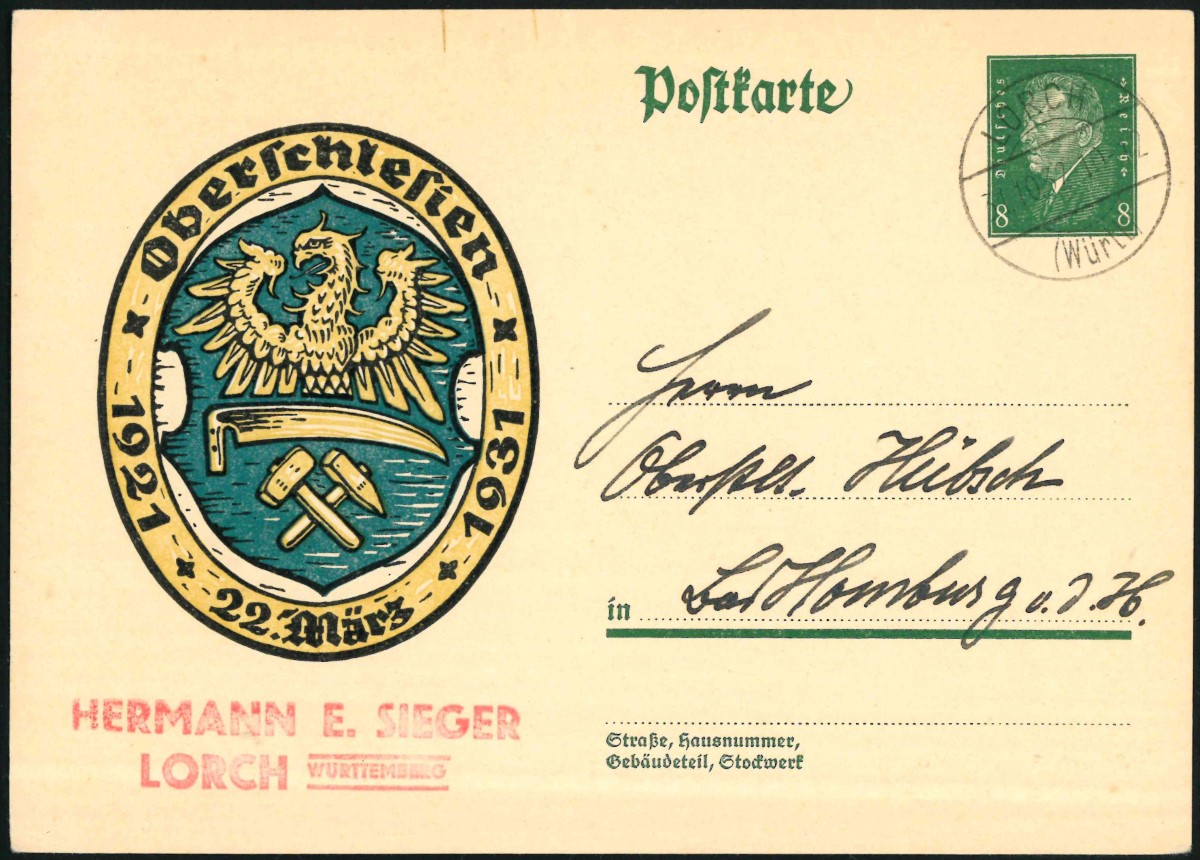 Postkarte
Deutsches Reich
8 8
LORCH
(Württ
Oberschlesien
1921 1931
22. März
Herrn
Oberstlt. Hübsch
in Bad Homburg v. d. H.
HERMANN E. SIEGER
LORCH WÜRTTEMBERG
Straße, Hausnummer,
Gebäudeteil, Stockwerk